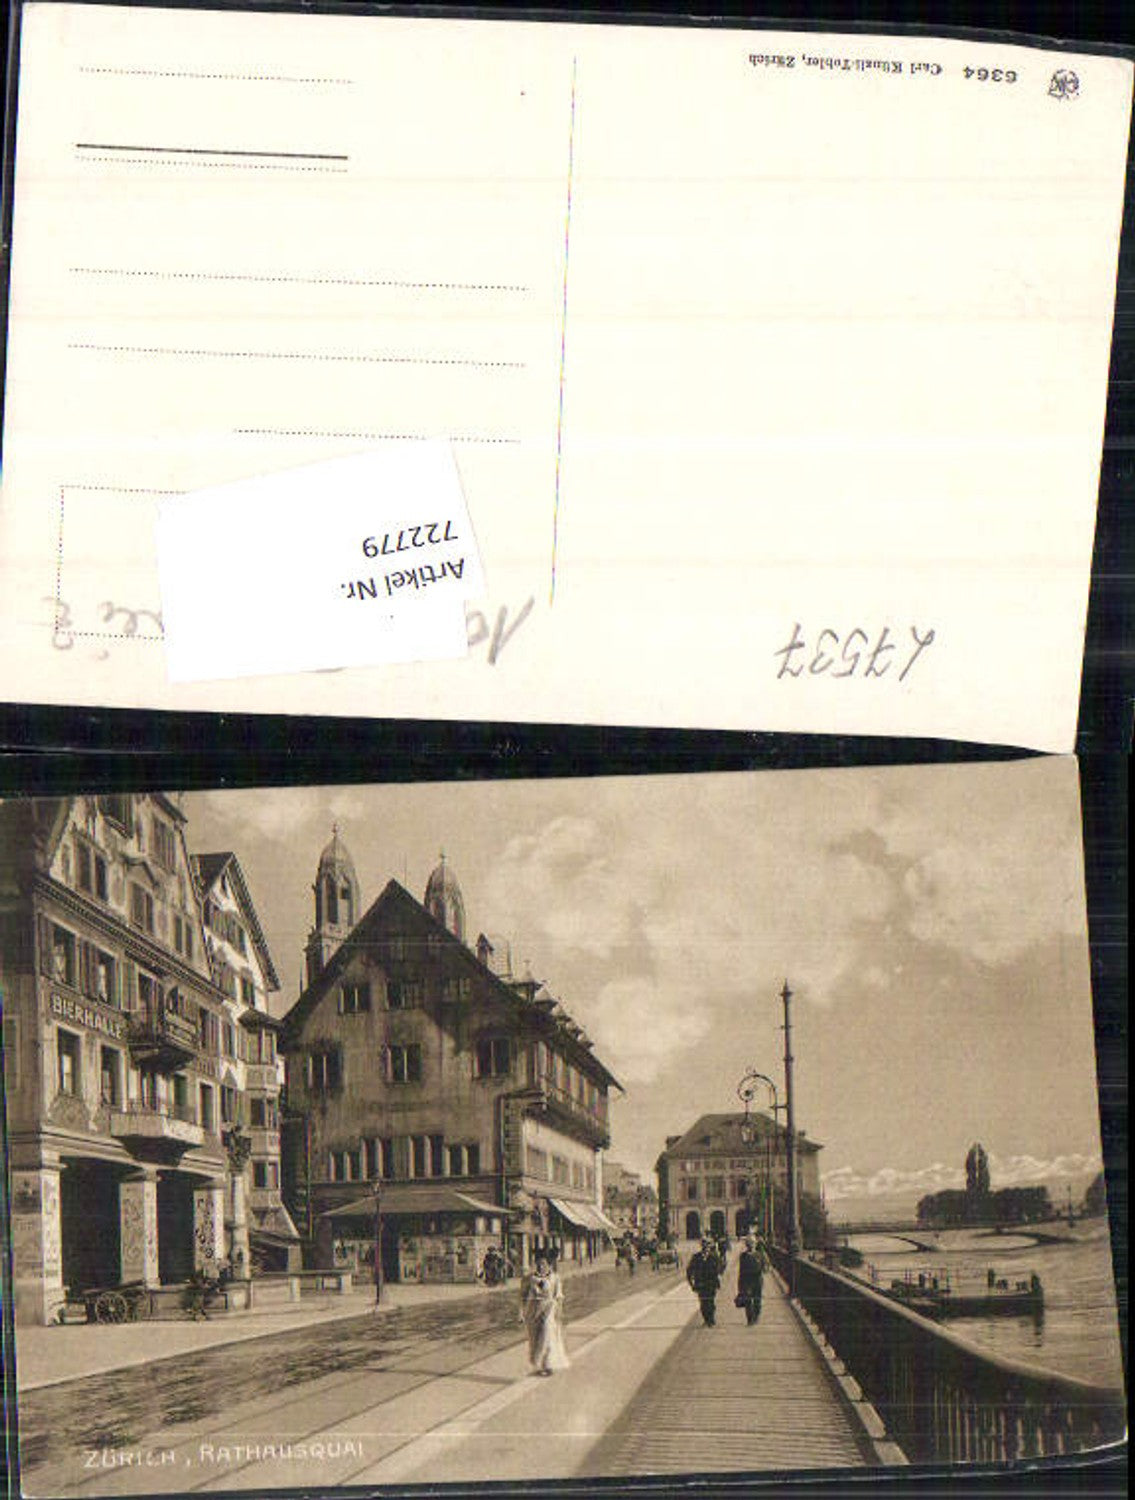 6364 Carl Künzli-Tobler, Zürich
Artikel Nr.
722779
47537
BIERHALLE
ZÜRICH, RATHAUSQUAI